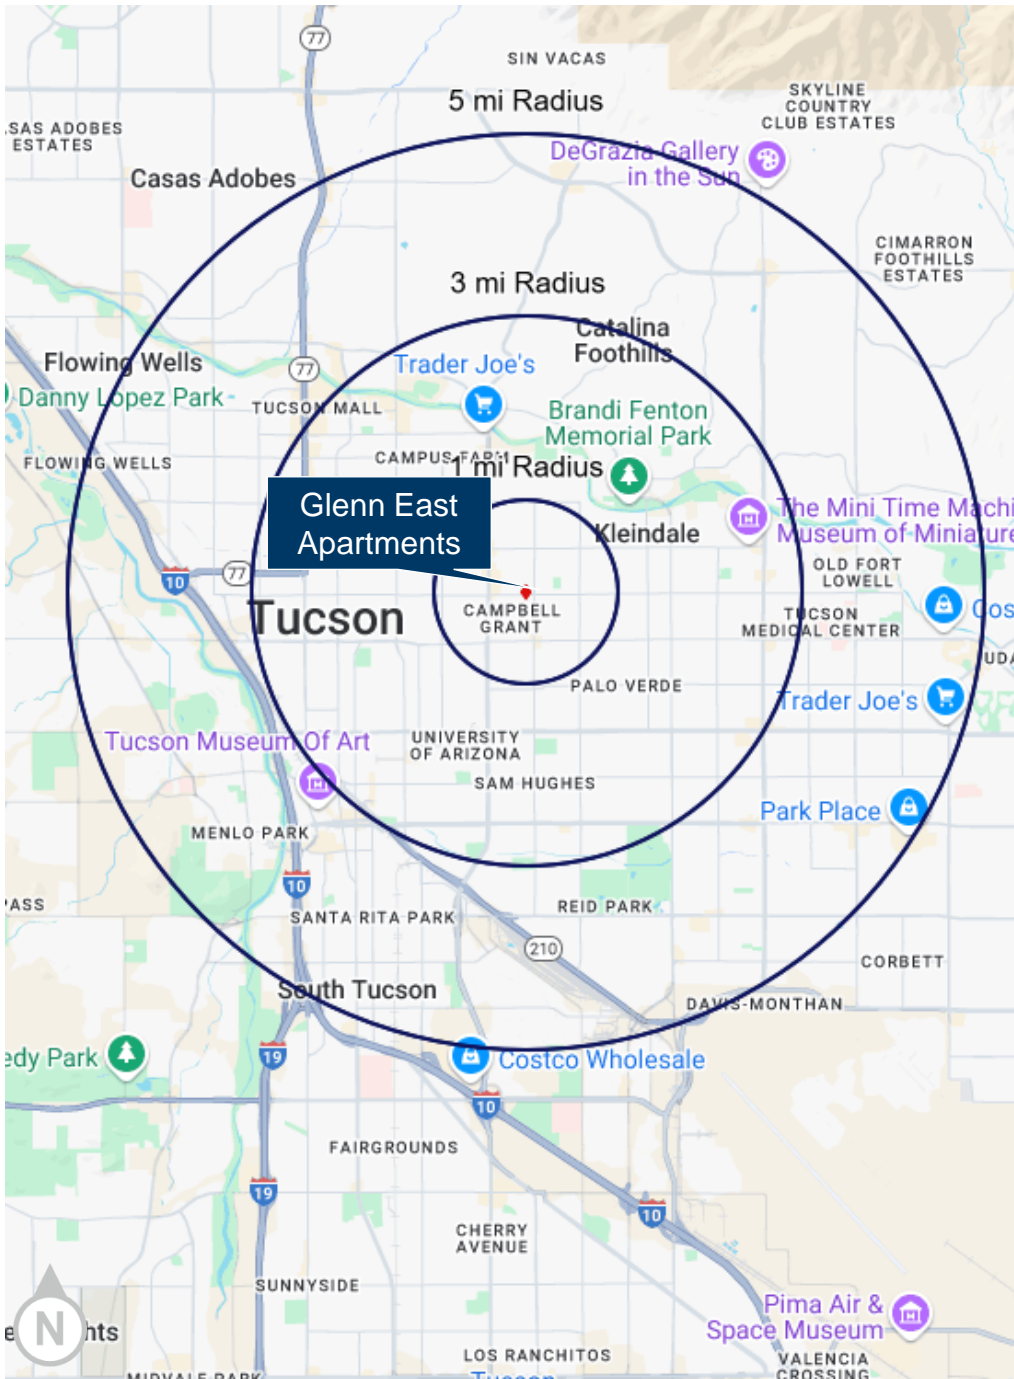 77
SIN VACAS
5 mi Radius
SKYLINE
COUNTRY
CLUB ESTATES
SAS ADOBES
ESTATES
DeGrazia Gallery
in the Sun
Casas Adobes
CIMARRON
FOOTHILLS
ESTATES
3 mi Radius
Catalina
Foothills
Flowing Wells
77
Trader Joe's
Danny Lopez Park
TUCSON MALL
Brandi Fenton
Memorial Park
FLOWING WELLS
CAMPUS FARM
1 mi Radius
Glenn East
Apartments
The Mini Time Machi
Museum of Miniature
Kleindale
OLD FORT
LOWELL
10
77
Tucson
CAMPBELL
GRANT
Cos
TUCSON
MEDICAL CENTER
UDA
PALO VERDE
Trader Joe's
Tucson Museum Of Art
UNIVERSITY
OF ARIZONA
SAM HUGHES
Park Place
MENLO PARK
10
PASS
SANTA RITA PARK
REID PARK
210
CORBETT
South Tucson
DAVIS-MONTHAN
edy Park
19
Costco Wholesale
10
FAIRGROUNDS
19
10
CHERRY
AVENUE
SUNNYSIDE
Pima Air &
Space Museum
N
e
hts
LOS RANCHITOS
VALENCIA
CROSSING
MIDVALE PARK
Tucson